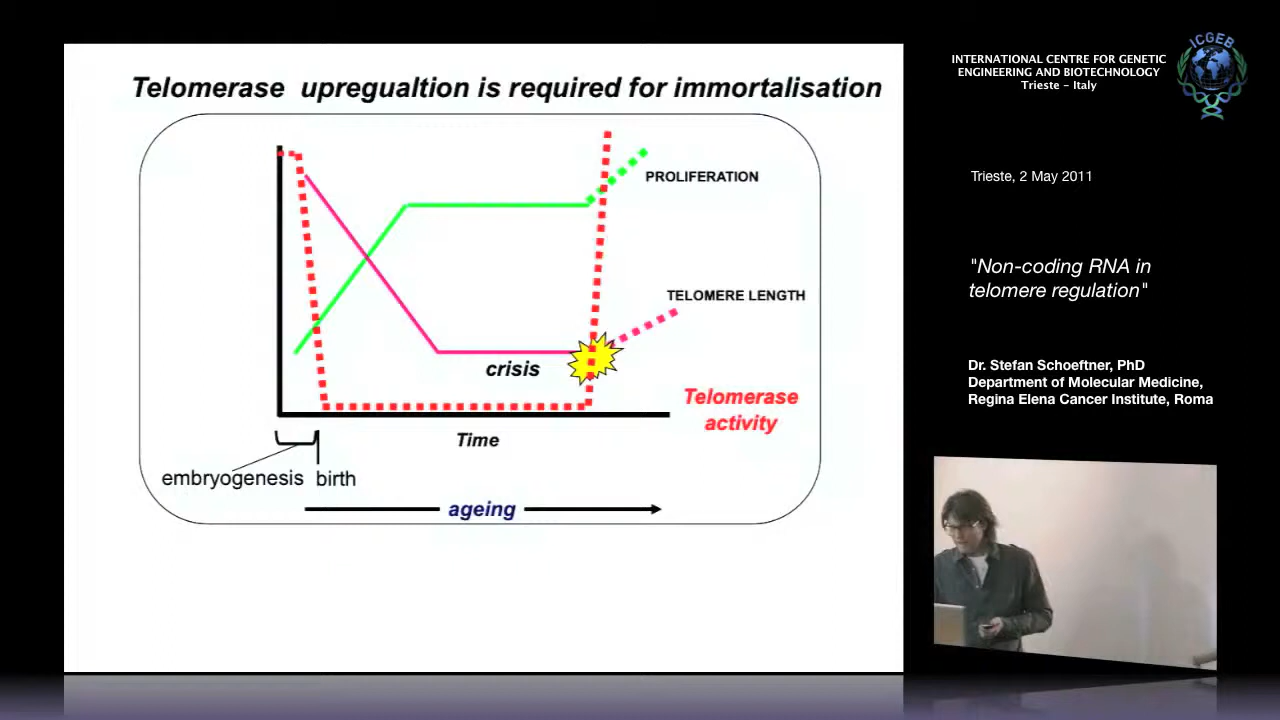 Telomerase upregualtion is required for immortalisation
PROLIFERATION
TELOMERE LENGTH
crisis
Telomerase
activity
Time
embryogenesis
birth
ageing
INTERNATIONAL CENTRE FOR GENETIC
ENGINEERING AND BIOTECHNOLOGY
Trieste - Italy
ICGEB
Trieste, 2 May 2011
"Non-coding RNA in
telomere regulation"
Dr. Stefan Schoeftner, PhD
Department of Molecular Medicine,
Regina Elena Cancer Institute, Roma